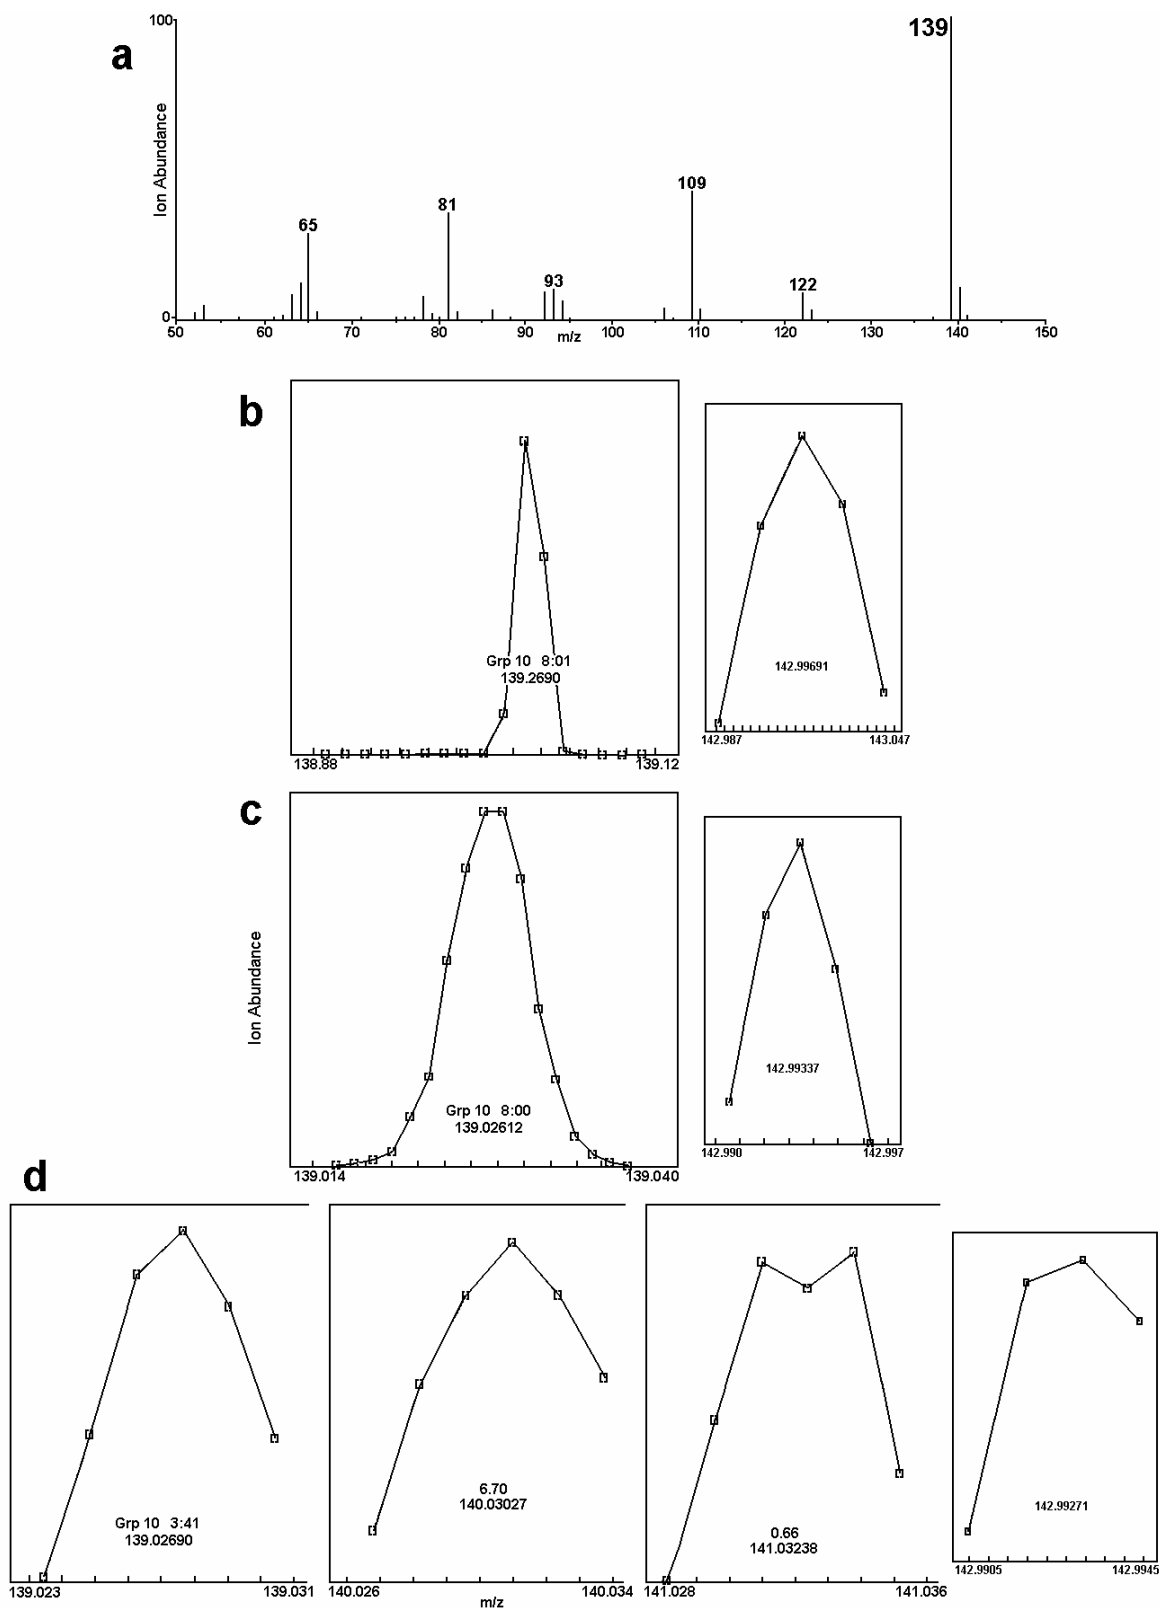 a
100
Ion Abundance
0
139
109
81
65
93
122
50 60 70 80 90 100 110 120 130 140 150
m/z
b
Grp 10 8:01
139.2690
138.88 139.12
142.99691
142.987 143.047
c
Ion Abundance
Grp 10 8:00
139.02612
139.014 139.040
142.99337
142.990 142.997
d
Grp 10 3:41
139.02690
139.023 139.031
6.70
140.03027
140.026 140.034
0.66
141.03238
141.028 141.036
142.99271
142.9905 142.9945
m/z